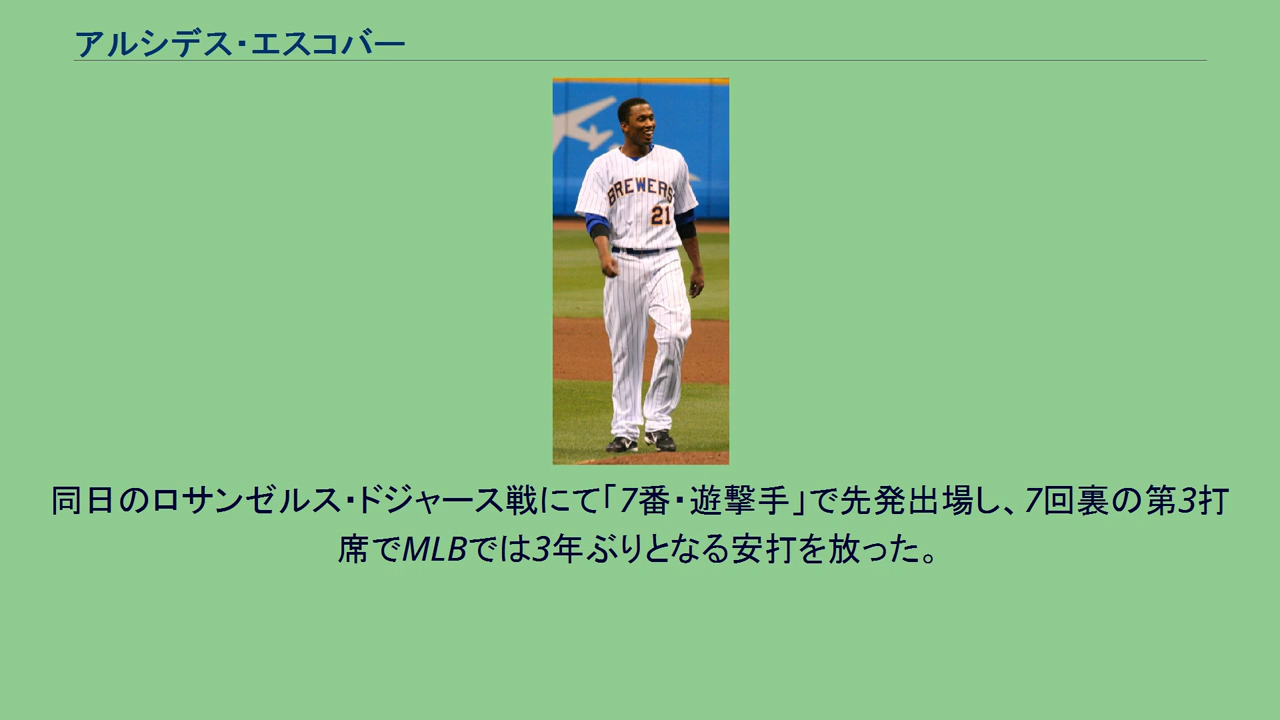 アルシデス・エスコバー
BREWERS
21
同日のロサンゼルス・ドジャース戦にて「7番・遊撃手」で先発出場し、7回裏の第3打
席でMLBでは3年ぶりとなる安打を放った。